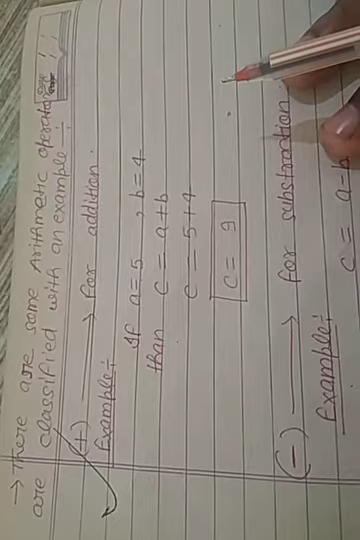 → There are some Arithmetic operators
are classified with an example :-
(+) ⟶ for addition.
Example:-
If a = 5 , b = 4
than c = a+b
c = 5+4
c = 9
(-) ⟶ for substraction.
Example:-
c = a-b